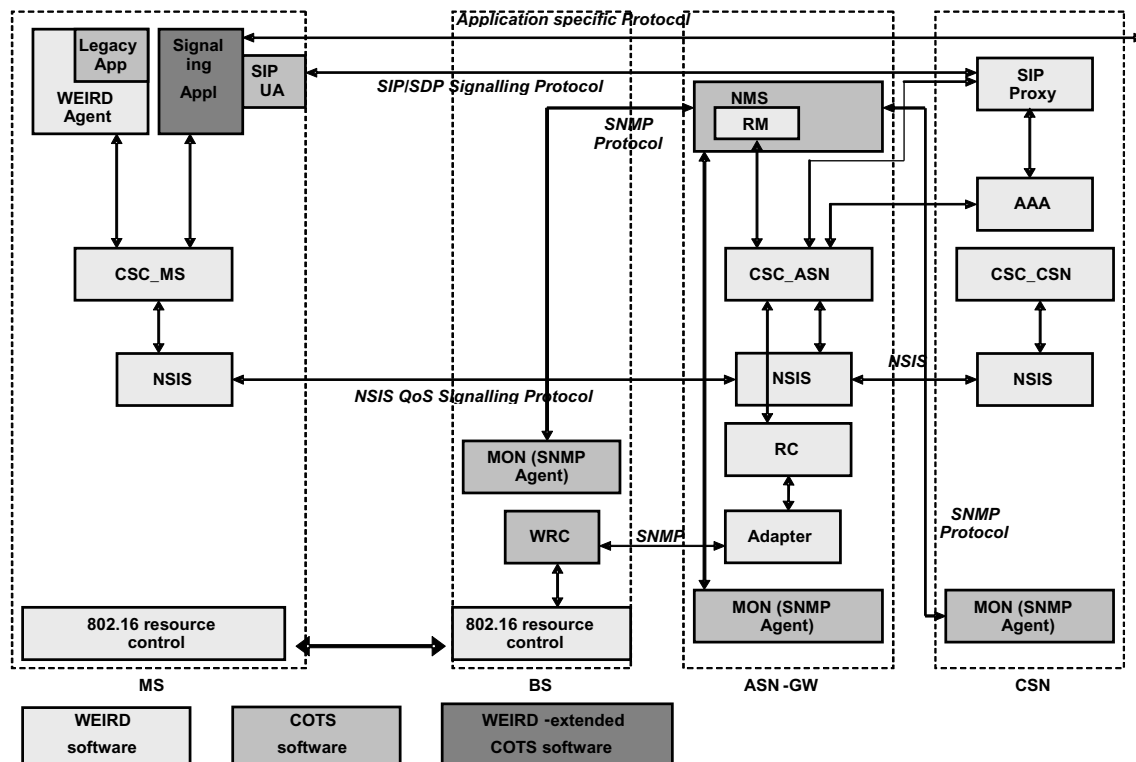 Application specific Protocol
Legacy
App
WEIRD
Agent
Signal
ing
Appl
SIP
UA
SIP/SDP Signalling Protocol
SNMP
Protocol
NMS
RM
SIP
Proxy
AAA
CSC_MS
CSC_ASN
CSC_CSN
NSIS
NSIS QoS Signalling Protocol
NSIS
NSIS
NSIS
MON (SNMP
Agent)
RC
WRC
SNMP
Adapter
SNMP
Protocol
802.16 resource
control
802.16 resource
control
MON (SNMP
Agent)
MON (SNMP
Agent)
MS
BS
ASN -GW
CSN
WEIRD
software
COTS
software
WEIRD -extended
COTS software